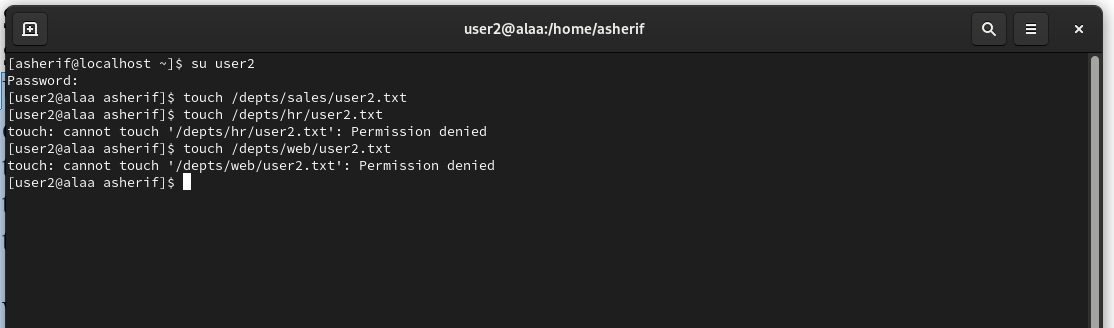 user2@alaa:/home/asherif
[asherif@localhost ~]$ su user2
Password:
[user2@alaa asherif]$ touch /depts/sales/user2.txt
[user2@alaa asherif]$ touch /depts/hr/user2.txt
touch: cannot touch '/depts/hr/user2.txt': Permission denied
[user2@alaa asherif]$ touch /depts/web/user2.txt
touch: cannot touch '/depts/web/user2.txt': Permission denied
[user2@alaa asherif]$